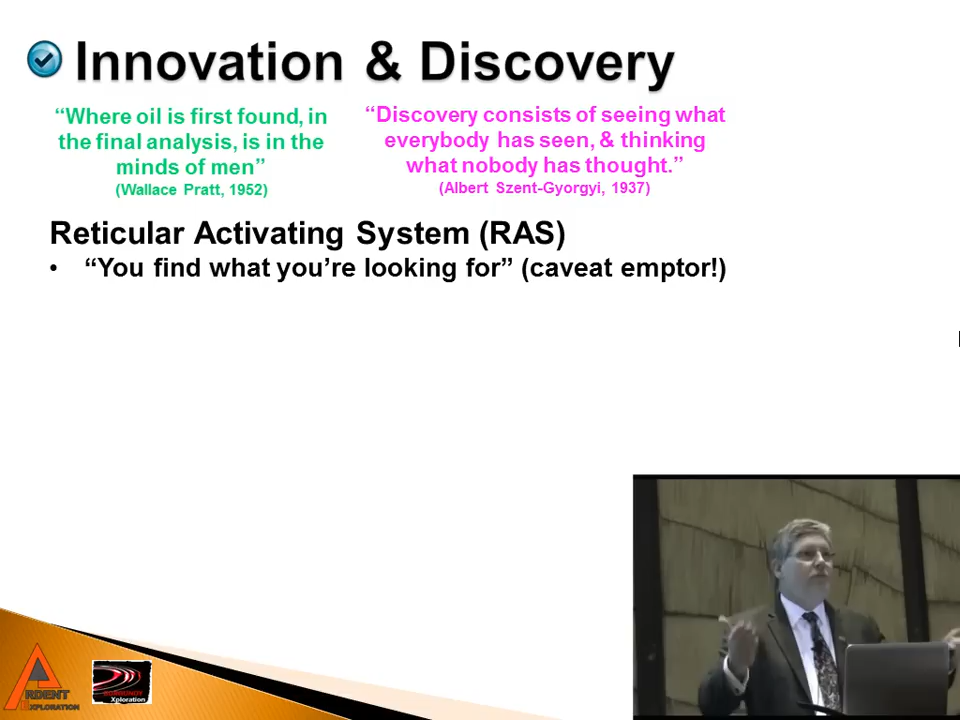 Innovation & Discovery
“Where oil is first found, in
the final analysis, is in the
minds of men”
(Wallace Pratt, 1952)
“Discovery consists of seeing what
everybody has seen, & thinking
what nobody has thought.”
(Albert Szent-Gyorgyi, 1937)
Reticular Activating System (RAS)
• “You find what you’re looking for” (caveat emptor!)
ARDENT
EXPLORATION
Xploration